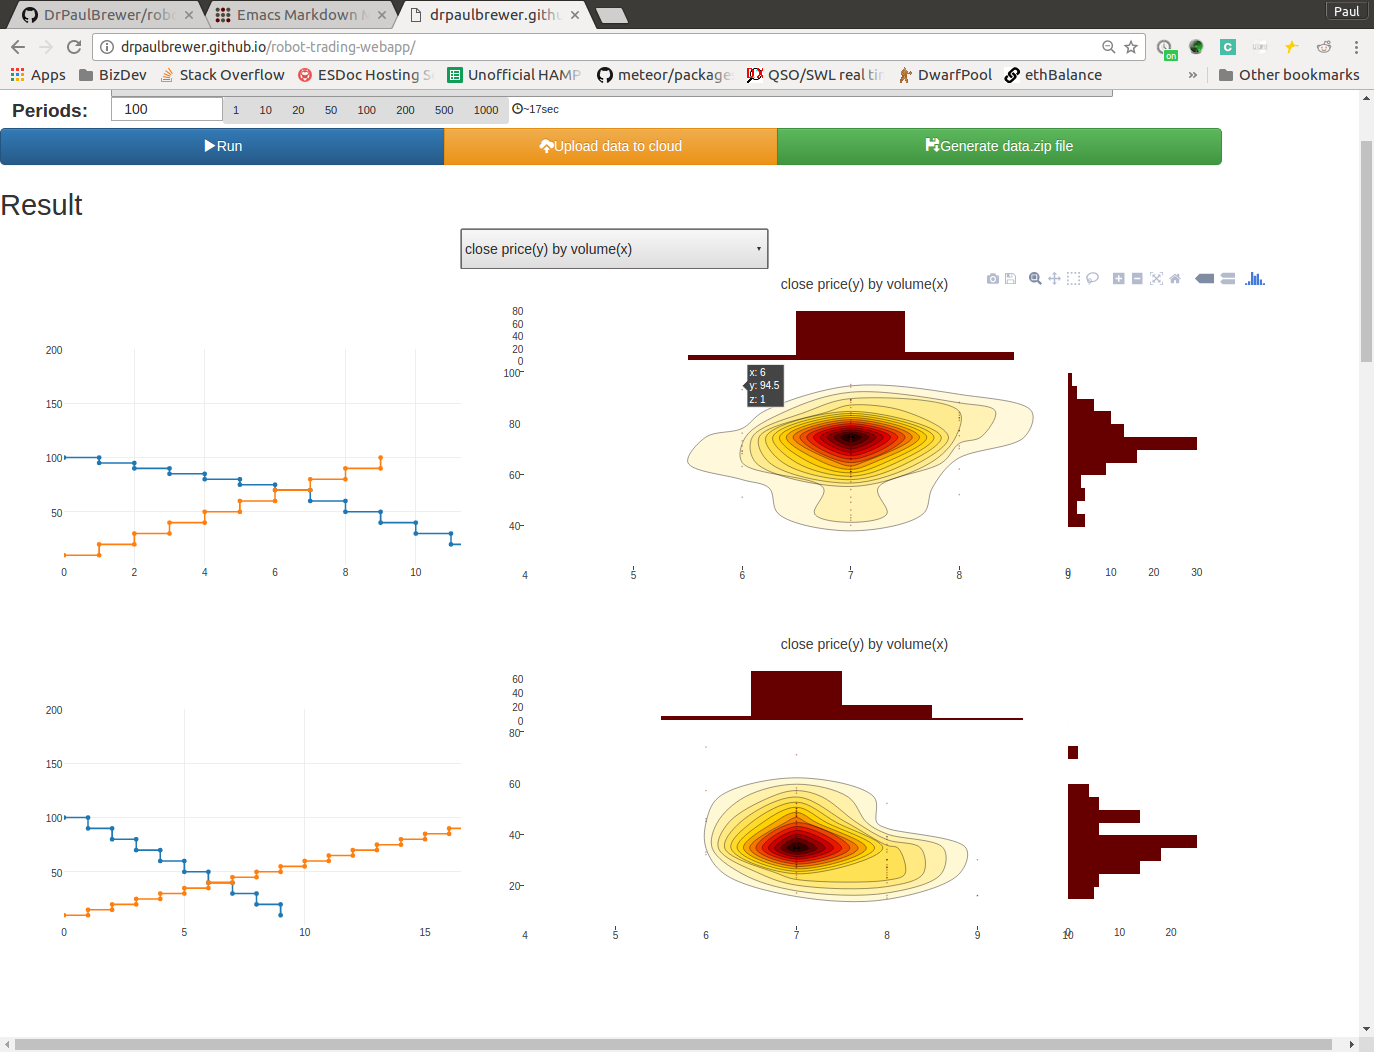 DrPaulBrewer/rob
Emacs Markdown M
drpaulbrewer.githu
Paul
drpaulbrewer.github.io/robot-trading-webapp/
on
Apps
BizDev
Stack Overflow
ESDoc Hosting S
Unofficial HAMP
meteor/package
QSO/SWL real tim
DwarfPool
ethBalance
»
Other bookmarks
Periods:
100
1 10 20 50 100 200 500 1000
~17sec
Run
Upload data to cloud
Generate data.zip file
Result
close price(y) by volume(x)
close price(y) by volume(x)
80
60
40
20
0
100
80
60
40
x: 6
y: 94.5
z: 1
200
150
100
50
0 2 4 6 8 10
4 5 6 7 8 9
0 10 20 30
close price(y) by volume(x)
60
40
20
0
80
60
40
20
200
150
100
50
0 5 10 15
4 5 6 7 8 9 10
0 10 20